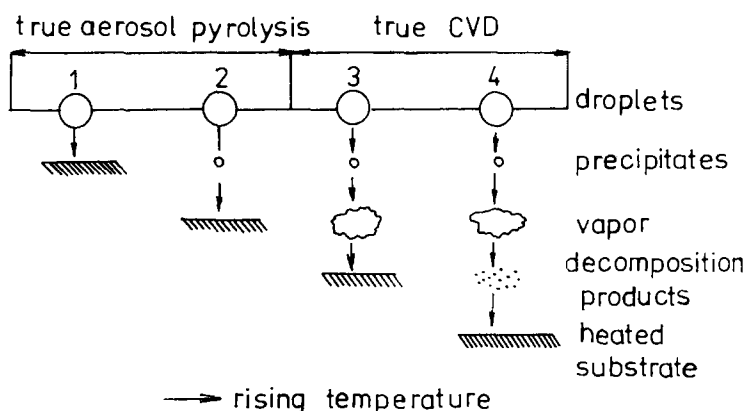 true aerosol pyrolysis true CVD
1 2 3 4
droplets
precipitates
vapor
decomposition
products
heated
substrate
rising temperature